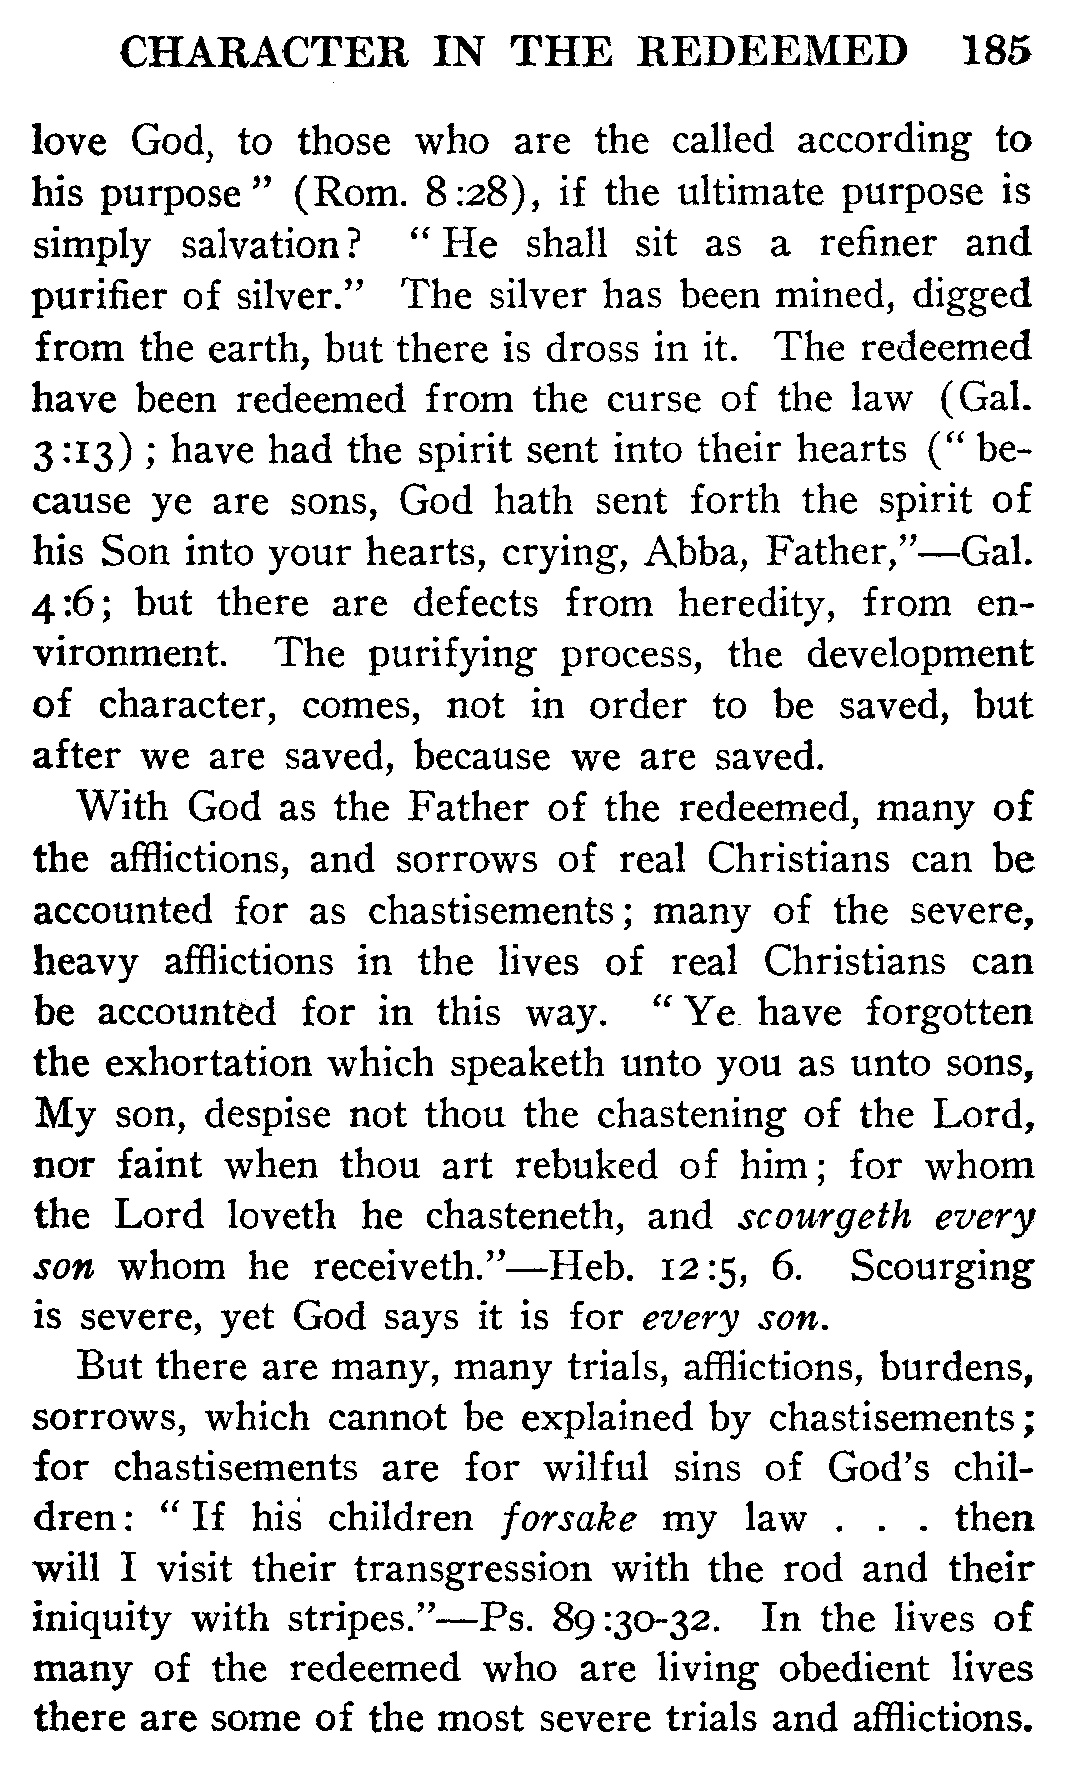 CHARACTER IN THE REDEEMED 185
love God, to those who are the called according to
his purpose" (Rom. 8:28), if the ultimate purpose is
simply salvation? "He shall sit as a refiner and
purifier of silver." The silver has been mined, digged
from the earth, but there is dross in it. The redeemed
have been redeemed from the curse of the law (Gal.
3:13); have had the spirit sent into their hearts ("be-
cause ye are sons, God hath sent forth the spirit of
his Son into your hearts, crying, Abba, Father,"—Gal.
4:6; but there are defects from heredity, from en-
vironment. The purifying process, the development
of character, comes, not in order to be saved, but
after we are saved, because we are saved.
With God as the Father of the redeemed, many of
the afflictions, and sorrows of real Christians can be
accounted for as chastisements; many of the severe,
heavy afflictions in the lives of real Christians can
be accounted for in this way. "Ye have forgotten
the exhortation which speaketh unto you as unto sons,
My son, despise not thou the chastening of the Lord,
nor faint when thou art rebuked of him; for whom
the Lord loveth he chasteneth, and scourgeth every
son whom he receiveth."—Heb. 12:5, 6. Scourging
is severe, yet God says it is for every son.
But there are many, many trials, afflictions, burdens,
sorrows, which cannot be explained by chastisements;
for chastisements are for wilful sins of God's chil-
dren: "If his children forsake my law . . . then
will I visit their transgression with the rod and their
iniquity with stripes."—Ps. 89:30-32. In the lives of
many of the redeemed who are living obedient lives
there are some of the most severe trials and afflictions.